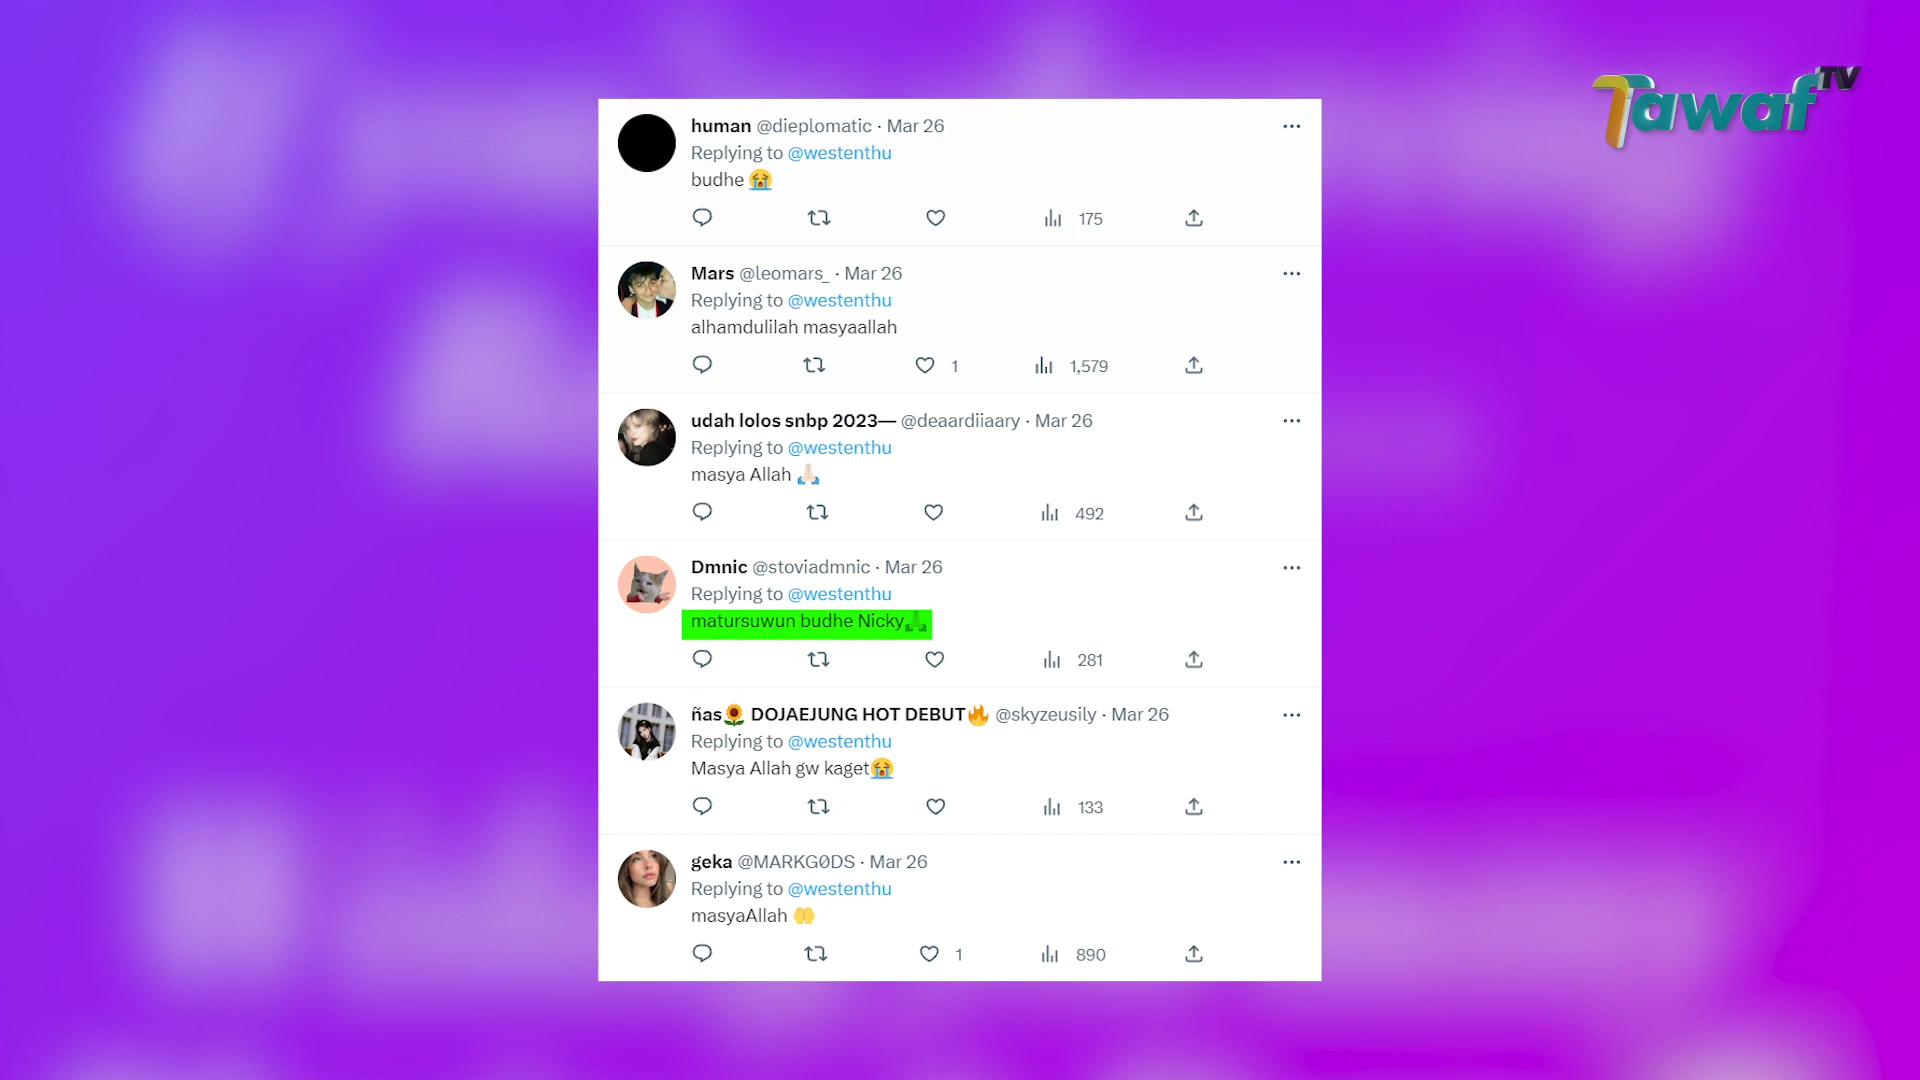 Tawaf TV
human @dieplomatic · Mar 26
Replying to @westenthu
budhe 😭
175
Mars @leomars_ · Mar 26
Replying to @westenthu
alhamdulilah masyaallah
1 1,579
udah lolos snbp 2023— @deaardiiaary · Mar 26
Replying to @westenthu
masya Allah 🙏🏻
492
Dmnic @stoviadmnic · Mar 26
Replying to @westenthu
matursuwun budhe Nicky🙏
281
ñas🌻 DOJAEJUNG HOT DEBUT🔥 @skyzeusily · Mar 26
Replying to @westenthu
Masya Allah gw kaget😭
133
geka @MARKG0DS · Mar 26
Replying to @westenthu
masyaAllah 🤲
1 890